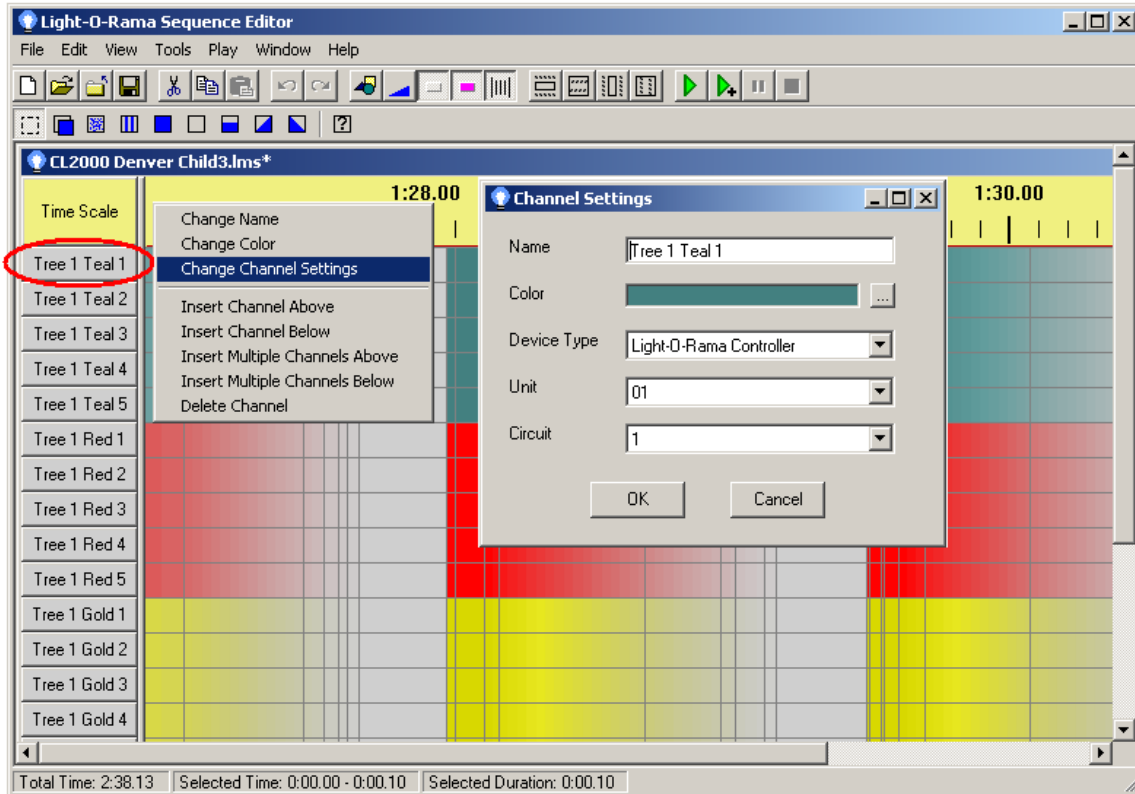 Light-O-Rama Sequence Editor
File Edit View Tools Play Window Help
CL2000 Denver Child3.lms*
Time Scale
1:28.00
1:30.00
Tree 1 Teal 1
Tree 1 Teal 2
Tree 1 Teal 3
Tree 1 Teal 4
Tree 1 Teal 5
Tree 1 Red 1
Tree 1 Red 2
Tree 1 Red 3
Tree 1 Red 4
Tree 1 Red 5
Tree 1 Gold 1
Tree 1 Gold 2
Tree 1 Gold 3
Tree 1 Gold 4
Change Name
Change Color
Change Channel Settings
Insert Channel Above
Insert Channel Below
Insert Multiple Channels Above
Insert Multiple Channels Below
Delete Channel
Channel Settings
Name Tree 1 Teal 1
Color ...
Device Type Light-O-Rama Controller
Unit 01
Circuit 1
OK Cancel
Total Time: 2:38.13 Selected Time: 0:00.00 - 0:00.10 Selected Duration: 0:00.10